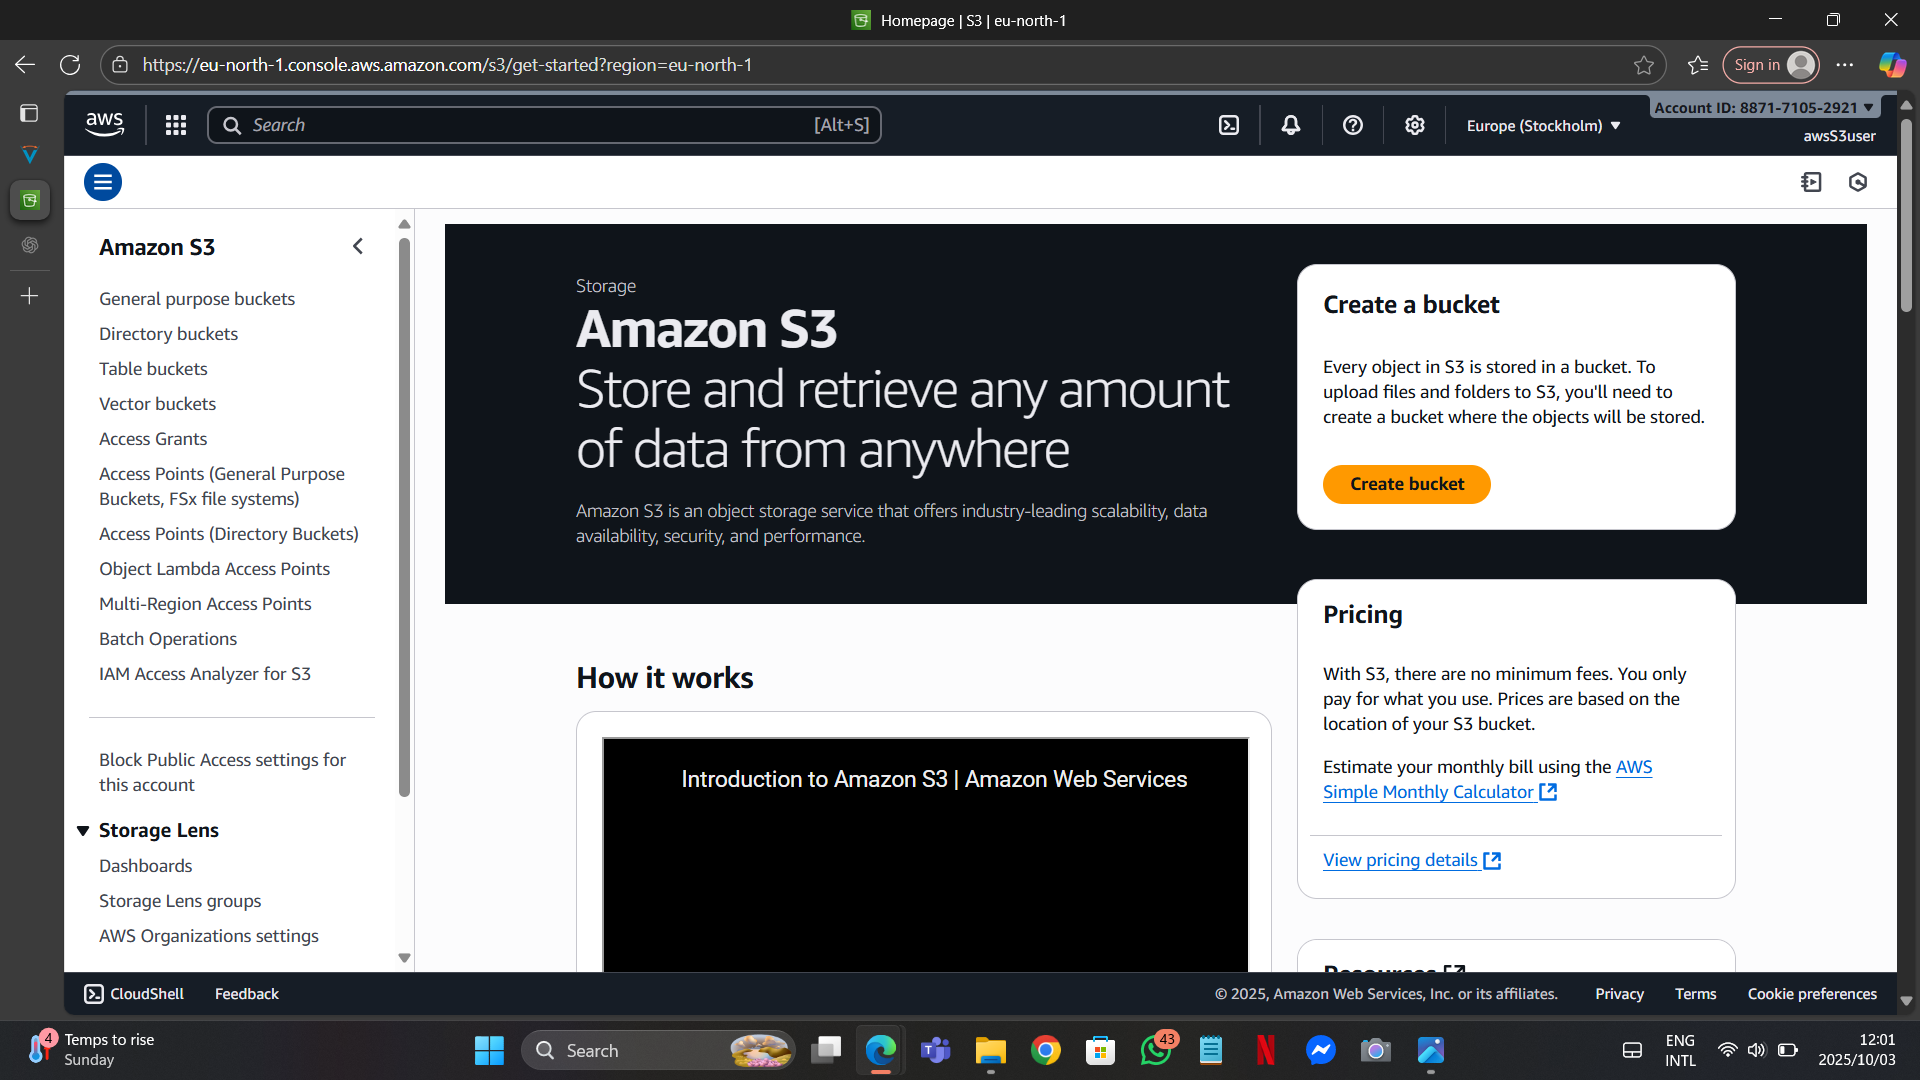 Homepage | S3 | eu-north-1
https://eu-north-1.console.aws.amazon.com/s3/get-started?region=eu-north-1
Sign in
aws
Search
[Alt+S]
Europe (Stockholm)
Account ID: 8871-7105-2921
awsS3user
Amazon S3
General purpose buckets
Directory buckets
Table buckets
Vector buckets
Access Grants
Access Points (General Purpose
Buckets, FSx file systems)
Access Points (Directory Buckets)
Object Lambda Access Points
Multi-Region Access Points
Batch Operations
IAM Access Analyzer for S3
Block Public Access settings for
this account
Storage Lens
Dashboards
Storage Lens groups
AWS Organizations settings
Storage
Amazon S3
Store and retrieve any amount
of data from anywhere
Amazon S3 is an object storage service that offers industry-leading scalability, data
availability, security, and performance.
Create a bucket
Every object in S3 is stored in a bucket. To
upload files and folders to S3, you'll need to
create a bucket where the objects will be stored.
Create bucket
How it works
Introduction to Amazon S3 | Amazon Web Services
Pricing
With S3, there are no minimum fees. You only
pay for what you use. Prices are based on the
location of your S3 bucket.
Estimate your monthly bill using the AWS
Simple Monthly Calculator
View pricing details
Resources
CloudShell
Feedback
© 2025, Amazon Web Services, Inc. or its affiliates.
Privacy
Terms
Cookie preferences
4
Temps to rise
Sunday
Search
43
ENG
INTL
12:01
2025/10/03